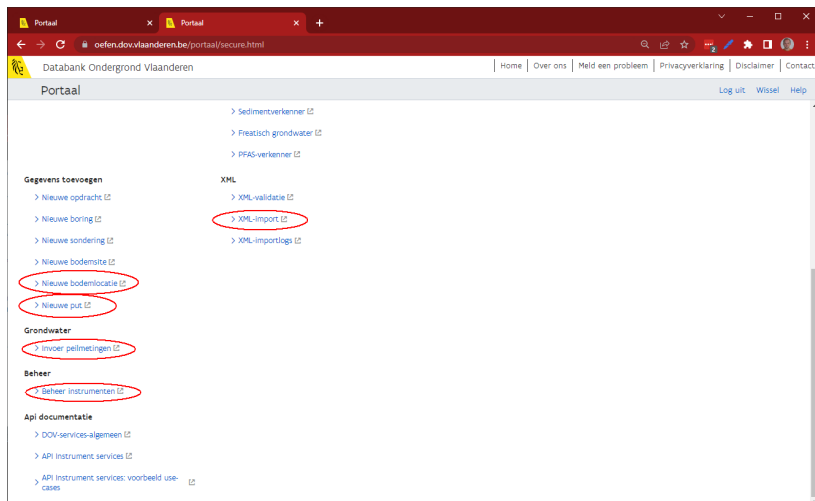 Portaal
Portaal
oefen.dov.vlaanderen.be/portal/secure.html
2
Databank Ondergrond Vlaanderen
Home | Over ons | Meld een probleem | Privacyverklaring | Disclaimer | Contact
Portaal
Log uit Wissel Help
> Sedimentverkenner
> Freatisch grondwater
> PFAS-verkenner
Gegevens toevoegen
> Nieuwe opdracht
> Nieuwe boring
> Nieuwe sondering
> Nieuwe bodemsite
> Nieuwe bodemlocatie
> Nieuwe put
XML
> XML-validatie
> XML-import
> XML-importlogs
Grondwater
> Invoer peilmetingen
Beheer
> Beheer instrumenten
Api documentatie
> DOV-services-algemeen
> API Instrument services
> API Instrument services: voorbeeld use-
cases